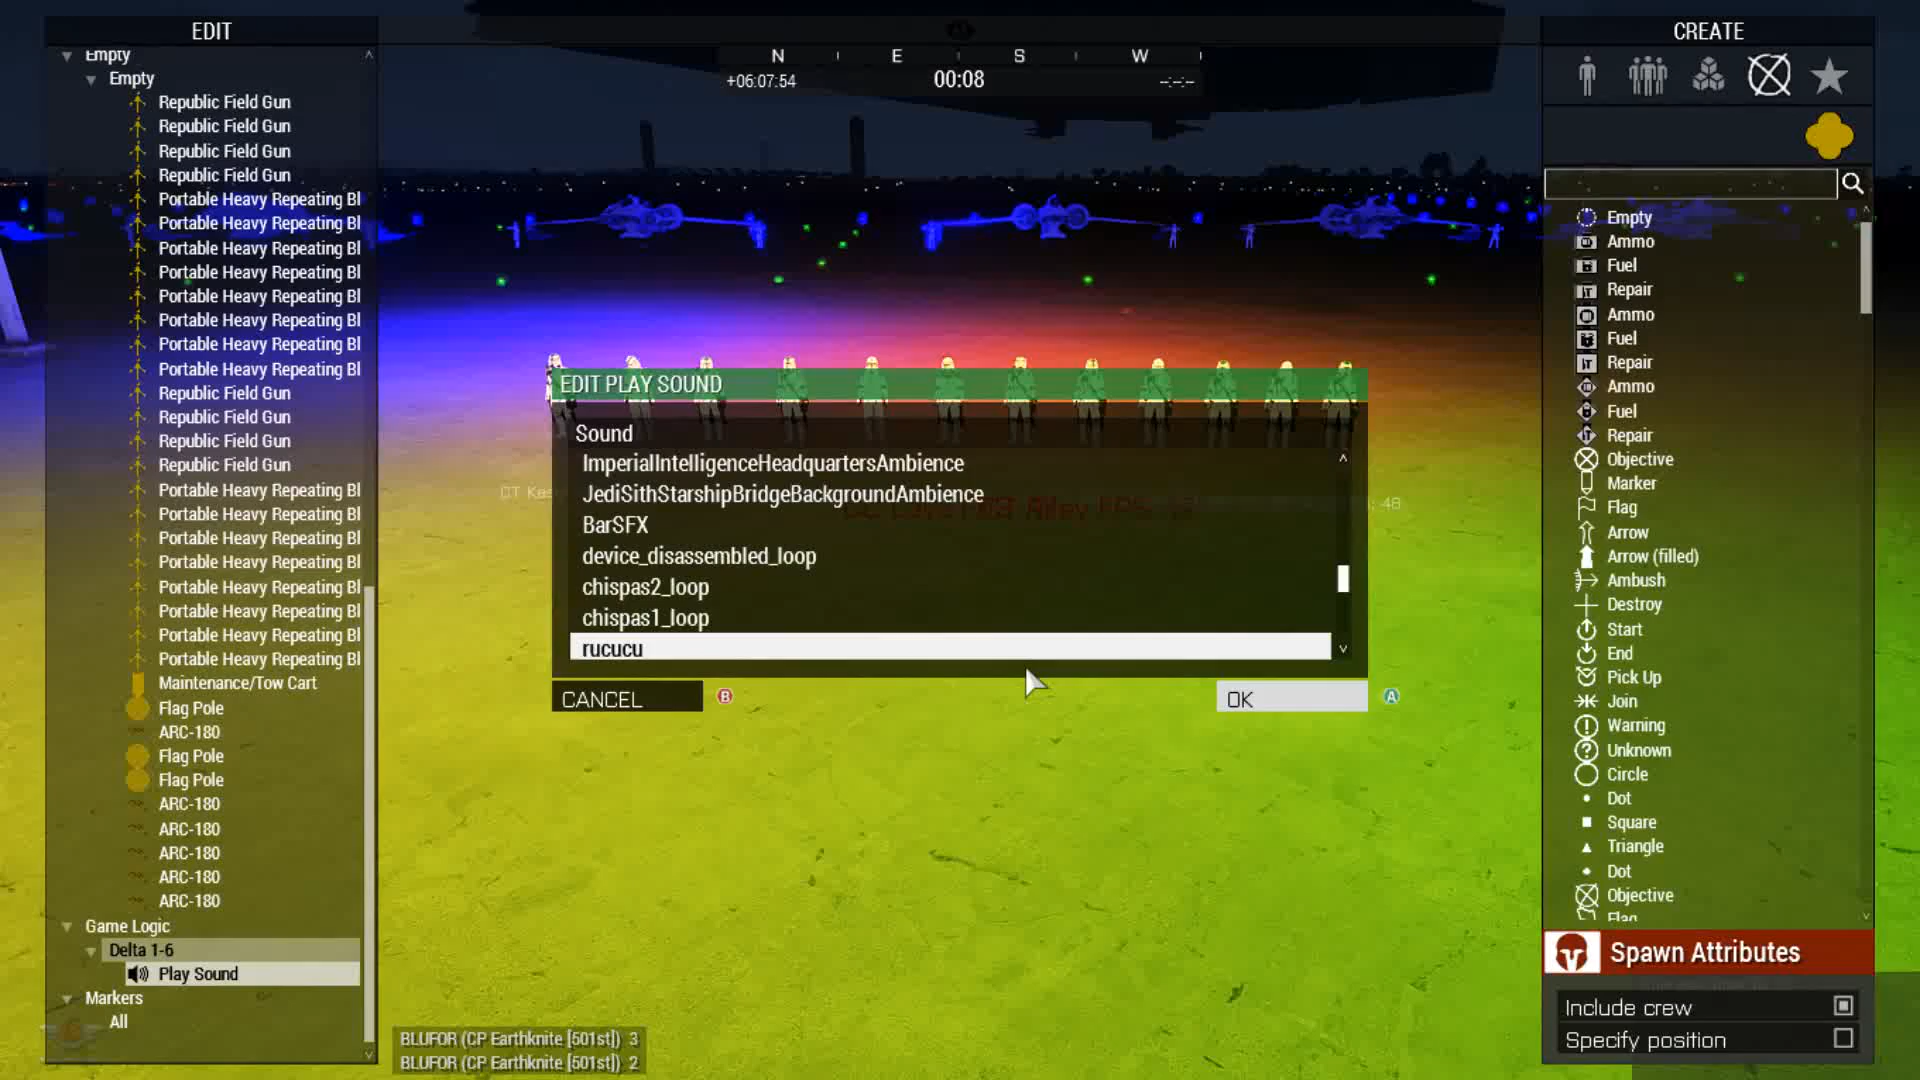 EDIT
Empty
Empty
Republic Field Gun
Republic Field Gun
Republic Field Gun
Republic Field Gun
Portable Heavy Repeating Bl
Portable Heavy Repeating Bl
Portable Heavy Repeating Bl
Portable Heavy Repeating Bl
Portable Heavy Repeating Bl
Portable Heavy Repeating Bl
Portable Heavy Repeating Bl
Portable Heavy Repeating Bl
Republic Field Gun
Republic Field Gun
Republic Field Gun
Republic Field Gun
Portable Heavy Repeating Bl
Portable Heavy Repeating Bl
Portable Heavy Repeating Bl
Portable Heavy Repeating Bl
Portable Heavy Repeating Bl
Portable Heavy Repeating Bl
Portable Heavy Repeating Bl
Portable Heavy Repeating Bl
Maintenance/Tow Cart
Flag Pole
ARC-180
Flag Pole
Flag Pole
ARC-180
ARC-180
ARC-180
ARC-180
ARC-180
Game Logic
Delta 1-6
Play Sound
Markers
All
N E S W
+06:07:54 00:08 --:--:--
EDIT PLAY SOUND
Sound
ImperialIntelligenceHeadquartersAmbience
JediSithStarshipBridgeBackgroundAmbience
BarSFX
device_disassembled_loop
chispas2_loop
chispas1_loop
rucucu
CANCEL B
OK A
BLUFOR (CP Earthknite [501st]) 3
BLUFOR (CP Earthknite [501st]) 2
CREATE
Empty
Ammo
Fuel
Repair
Ammo
Fuel
Repair
Ammo
Fuel
Repair
Objective
Marker
Flag
Arrow
Arrow (filled)
Ambush
Destroy
Start
End
Pick Up
Join
Warning
Unknown
Circle
Dot
Square
Triangle
Dot
Objective
Flag
Spawn Attributes
Include crew
Specify position